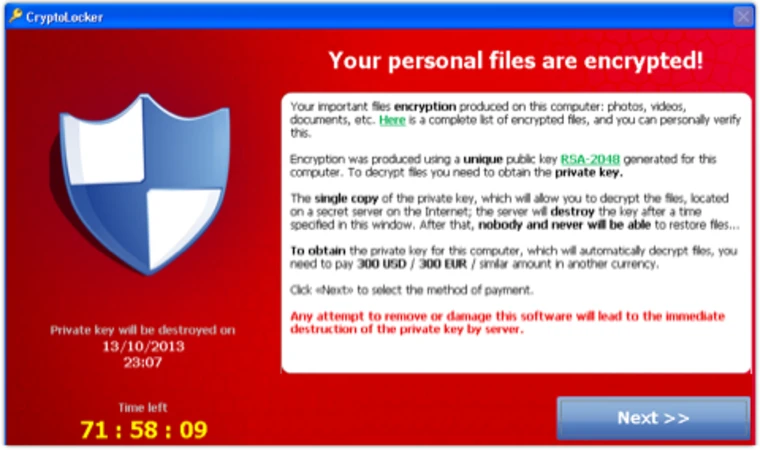 CryptoLocker
Your personal files are encrypted!
Your important files encryption produced on this computer: photos, videos,
documents, etc. Here is a complete list of encrypted files, and you can personally verify
this.
Encryption was produced using a unique public key RSA-2048 generated for this
computer. To decrypt files you need to obtain the private key.
The single copy of the private key, which will allow you to decrypt the files, located
on a secret server on the Internet; the server will destroy the key after a time
specified in this window. After that, nobody and never will be able to restore files...
To obtain the private key for this computer, which will automatically decrypt files, you
need to pay 300 USD / 300 EUR / similar amount in another currency.
Click «Next» to select the method of payment.
Any attempt to remove or damage this software will lead to the immediate
destruction of the private key by server.
Private key will be destroyed on
13/10/2013
23:07
Time left
71 : 58 : 09
Next >>